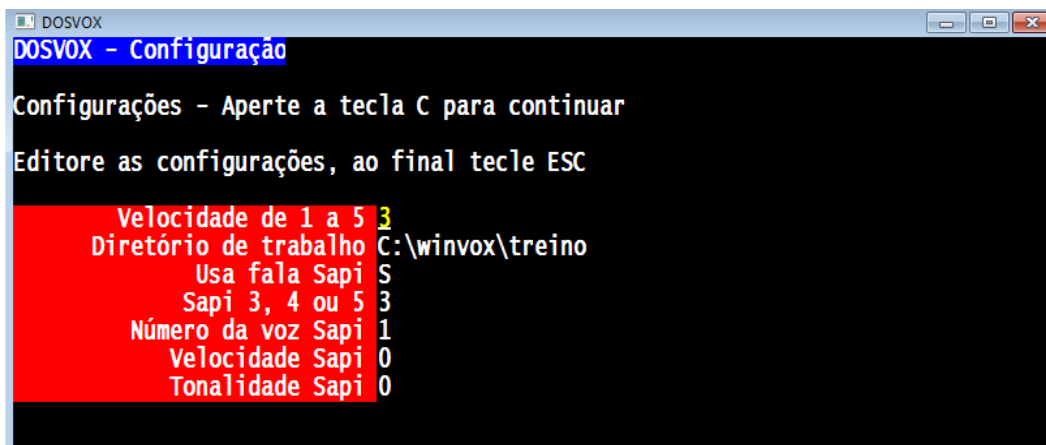 DOSVOX
DOSVOX - Configuração
Configurações - Aperte a tecla C para continuar
Editore as configurações, ao final tecle ESC
Velocidade de 1 a 5 3
Diretório de trabalho C:\winvox\treino
Usa fala Sapi S
Sapi 3, 4 ou 5 3
Número da voz Sapi 1
Velocidade Sapi 0
Tonalidade Sapi 0